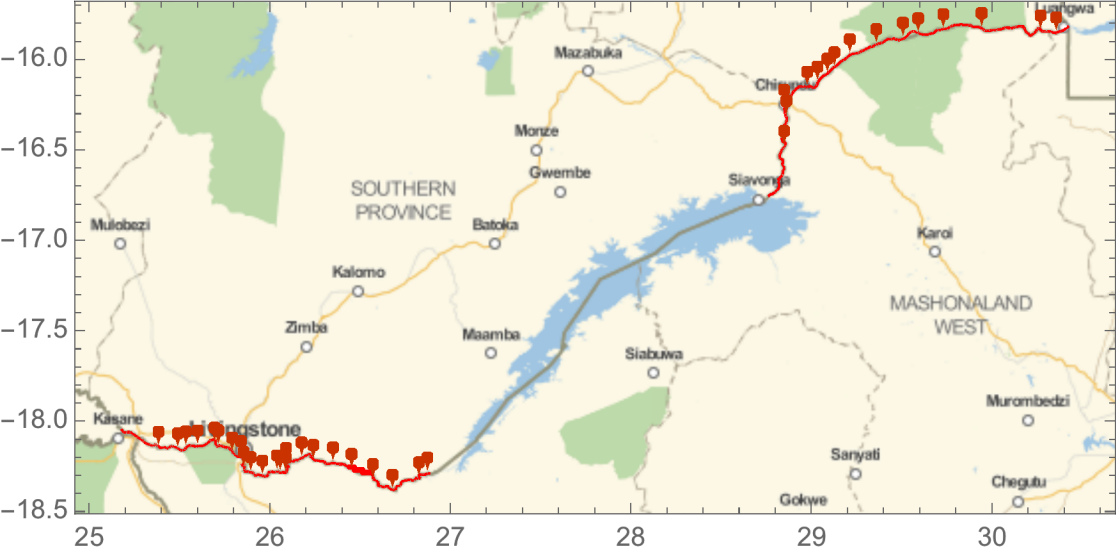 Luangwa
−16.0
Mazabuka
Chirundu
−16.5
Monze
Gwembe
Siavonga
SOUTHERN
PROVINCE
Mulobezi
Batoka
−17.0
Karoi
Kalomo
MASHONALAND
WEST
−17.5
Zimba
Maamba
Siabuwa
Murombedzi
−18.0
Kasane
Livingstone
Sanyati
Chegutu
Gokwe
−18.5
25
26
27
28
29
30